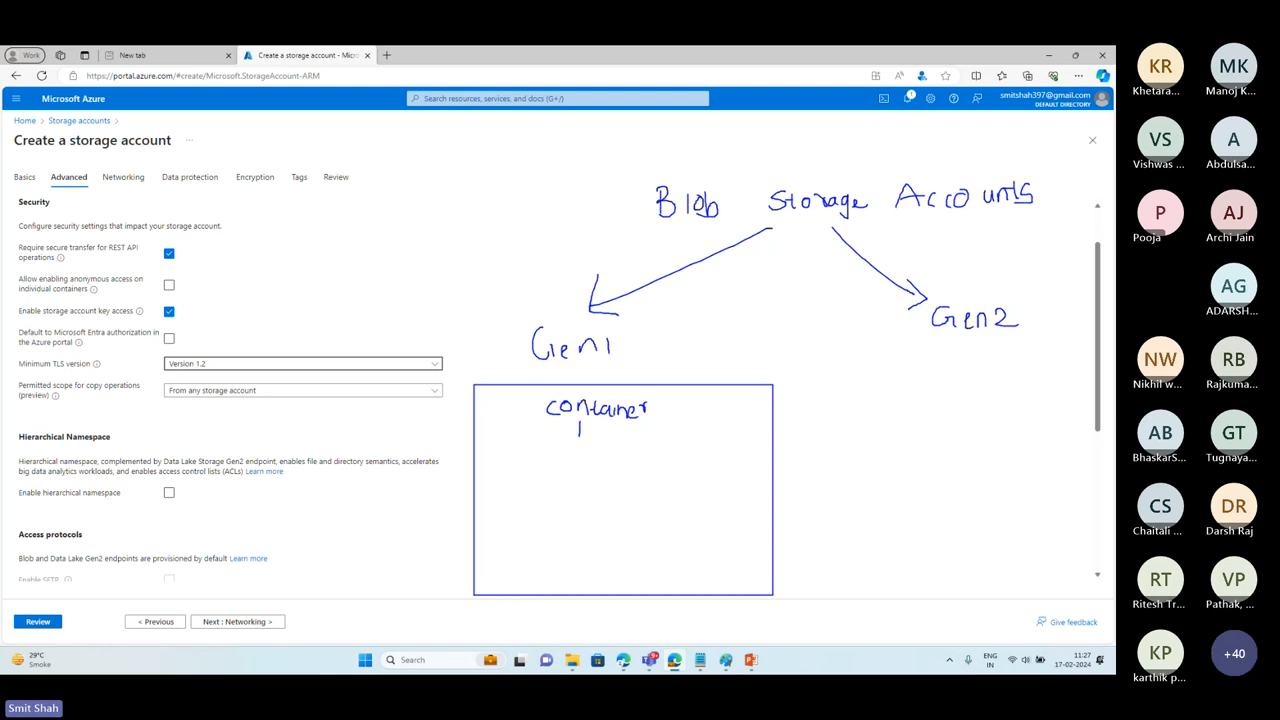 Work
New tab
Create a storage account - Micro
https://portal.azure.com/#create/Microsoft.StorageAccount-ARM
Microsoft Azure
Search resources, services, and docs (G+/)
1
smitshah397@gmail.com
DEFAULT DIRECTORY
Home > Storage accounts >
Create a storage account ...
Basics Advanced Networking Data protection Encryption Tags Review
Security
Configure security settings that impact your storage account.
Require secure transfer for REST API
operations
Allow enabling anonymous access on
individual containers
Enable storage account key access
Default to Microsoft Entra authorization in
the Azure portal
Minimum TLS version
Version 1.2
Permitted scope for copy operations
(preview)
From any storage account
Hierarchical Namespace
Hierarchical namespace, complemented by Data Lake Storage Gen2 endpoint, enables file and directory semantics, accelerates
big data analytics workloads, and enables access control lists (ACLs) Learn more
Enable hierarchical namespace
Access protocols
Blob and Data Lake Gen2 endpoints are provisioned by default Learn more
Enable SFTP
Review
< Previous
Next : Networking >
Give feedback
Blob Storage Accounts
Gen1
Gen2
container
29°C
Smoke
Search
ENG
IN
11:27
17-02-2024
Smit Shah
KR
Khetara...
MK
Manoj K...
VS
Vishwas ...
A
Abdulsa...
P
Pooja
AJ
Archi Jain
AG
ADARSH...
NW
Nikhil w...
RB
Rajkuma...
AB
BhaskarS...
GT
Tugnaya...
CS
Chaitali ...
DR
Darsh Raj
RT
Ritesh Tr...
VP
Pathak, ...
KP
karthik p...
+40